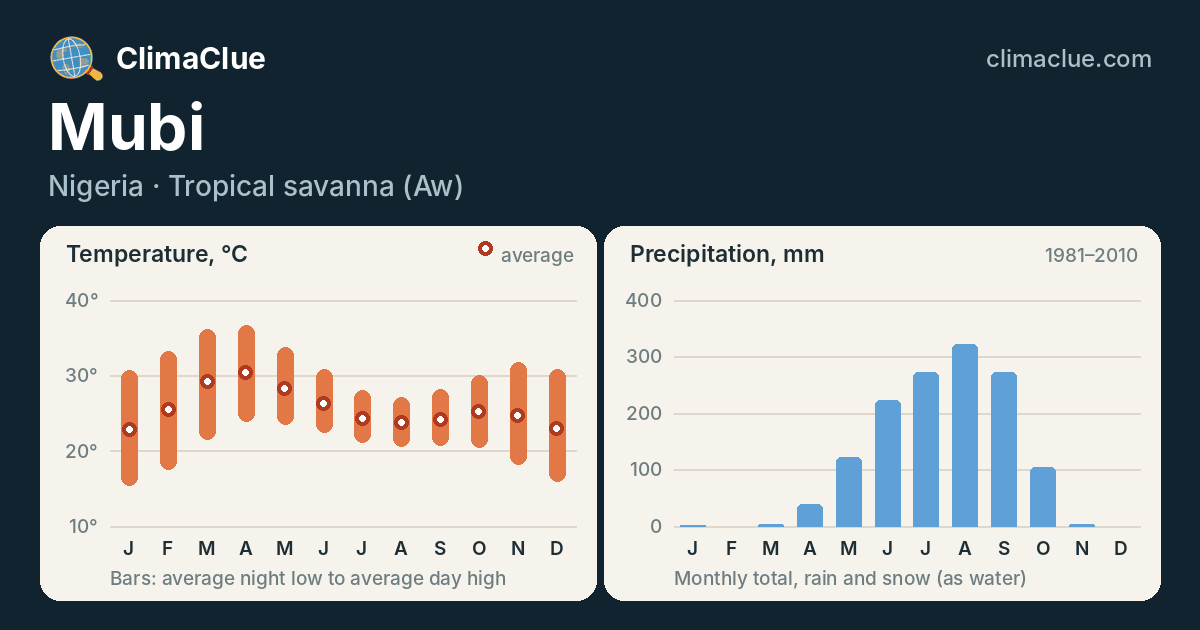 ClimaClue
climaclue.com
Mubi
Nigeria · Tropical savanna (Aw)
Temperature, °C
average
40°
30°
20°
10°
J F M A M J J A S O N D
Bars: average night low to average day high
Precipitation, mm
1981–2010
400
300
200
100
0
J F M A M J J A S O N D
Monthly total, rain and snow (as water)